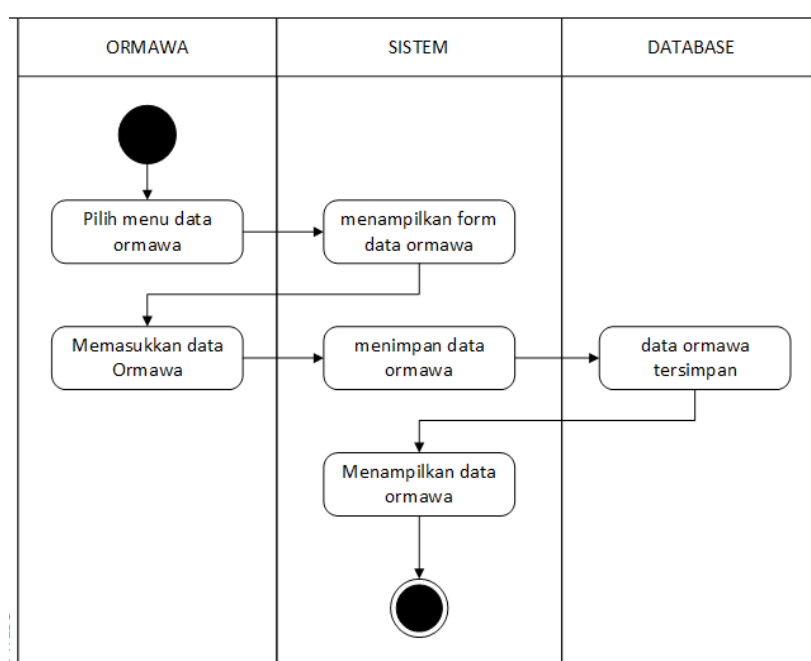 ORMAWA
SISTEM
DATABASE
Pilih menu data
ormawa
menampilkan form
data ormawa
Memasukkan data
Ormawa
menimpan data
ormawa
data ormawa
tersimpan
Menampilkan data
ormawa